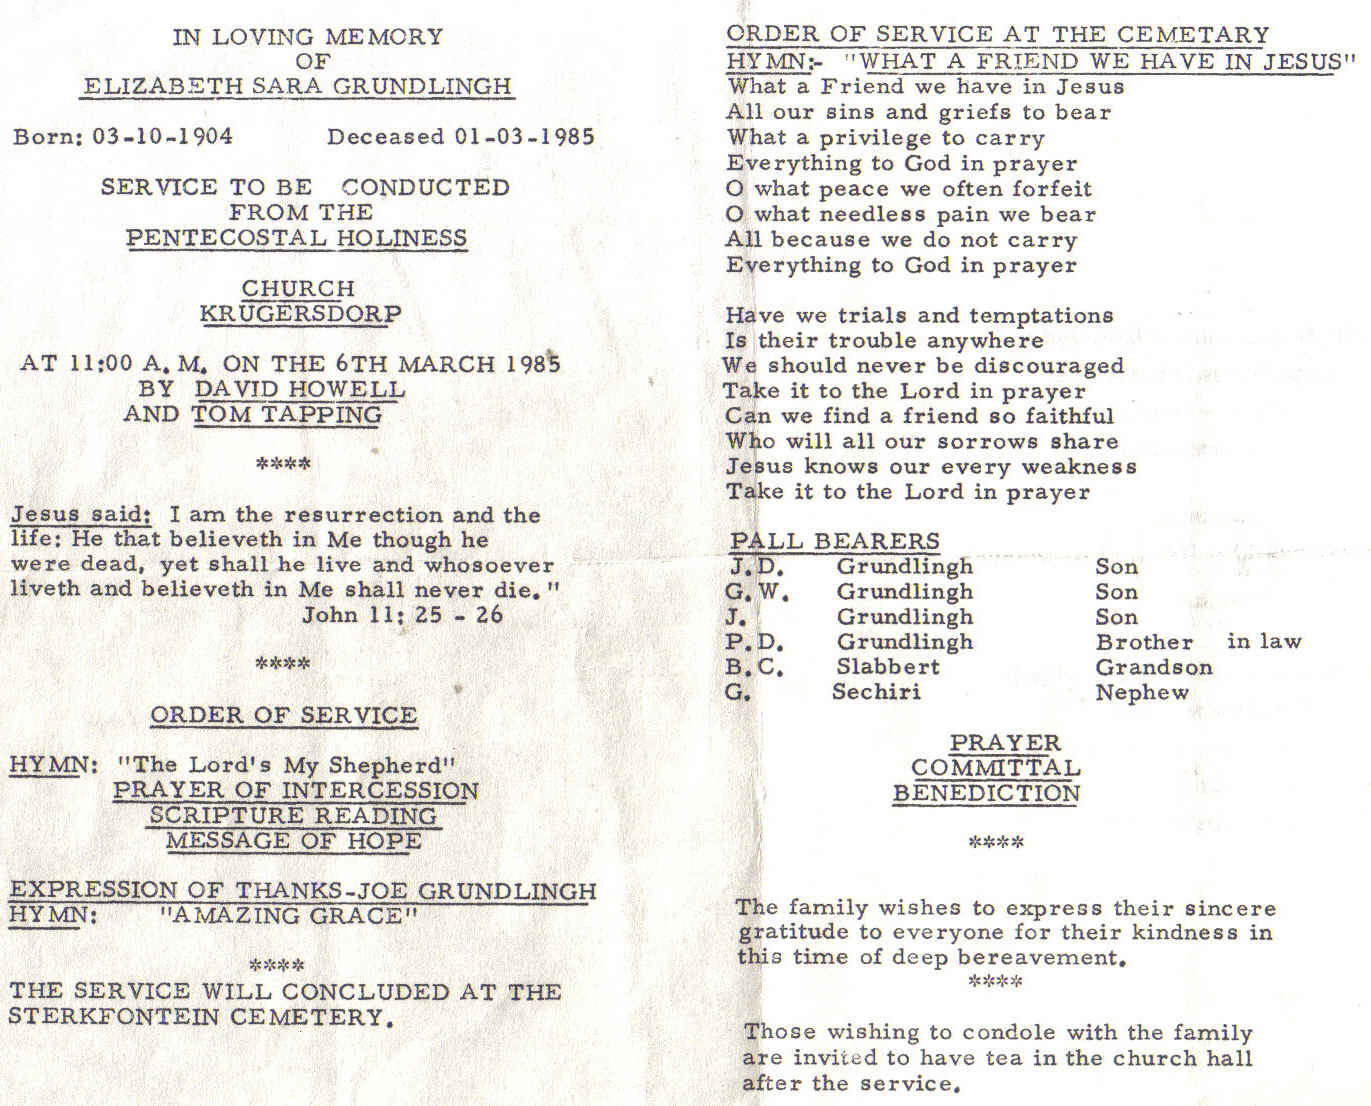 IN LOVING MEMORY
OF
ELIZABETH SARA GRUNDLINGH
Born: 03-10-1904 Deceased 01-03-1985
SERVICE TO BE CONDUCTED
FROM THE
PENTECOSTAL HOLINESS
CHURCH
KRUGERSDORP
AT 11:00 A.M. ON THE 6TH MARCH 1985
BY DAVID HOWELL
AND TOM TAPPING
****
Jesus said: I am the resurrection and the
life: He that believeth in Me though he
were dead, yet shall he live and whosoever
liveth and believeth in Me shall never die."
John 11: 25 - 26
****
ORDER OF SERVICE
HYMN: "The Lord's My Shepherd"
PRAYER OF INTERCESSION
SCRIPTURE READING
MESSAGE OF HOPE
EXPRESSION OF THANKS-JOE GRUNDLINGH
HYMN: "AMAZING GRACE"
****
THE SERVICE WILL CONCLUDED AT THE
STERKFONTEIN CEMETERY.
ORDER OF SERVICE AT THE CEMETARY
HYMN:- "WHAT A FRIEND WE HAVE IN JESUS"
What a Friend we have in Jesus
All our sins and griefs to bear
What a privilege to carry
Everything to God in prayer
O what peace we often forfeit
O what needless pain we bear
All because we do not carry
Everything to God in prayer
Have we trials and temptations
Is their trouble anywhere
We should never be discouraged
Take it to the Lord in prayer
Can we find a friend so faithful
Who will all our sorrows share
Jesus knows our every weakness
Take it to the Lord in prayer
PALL BEARERS
J.D. Grundlingh Son
G.W. Grundlingh Son
J. Grundlingh Son
P.D. Grundlingh Brother in law
B.C. Slabbert Grandson
G. Sechiri Nephew
PRAYER
COMMITTAL
BENEDICTION
****
The family wishes to express their sincere
gratitude to everyone for their kindness in
this time of deep bereavement.
****
Those wishing to condole with the family
are invited to have tea in the church hall
after the service.